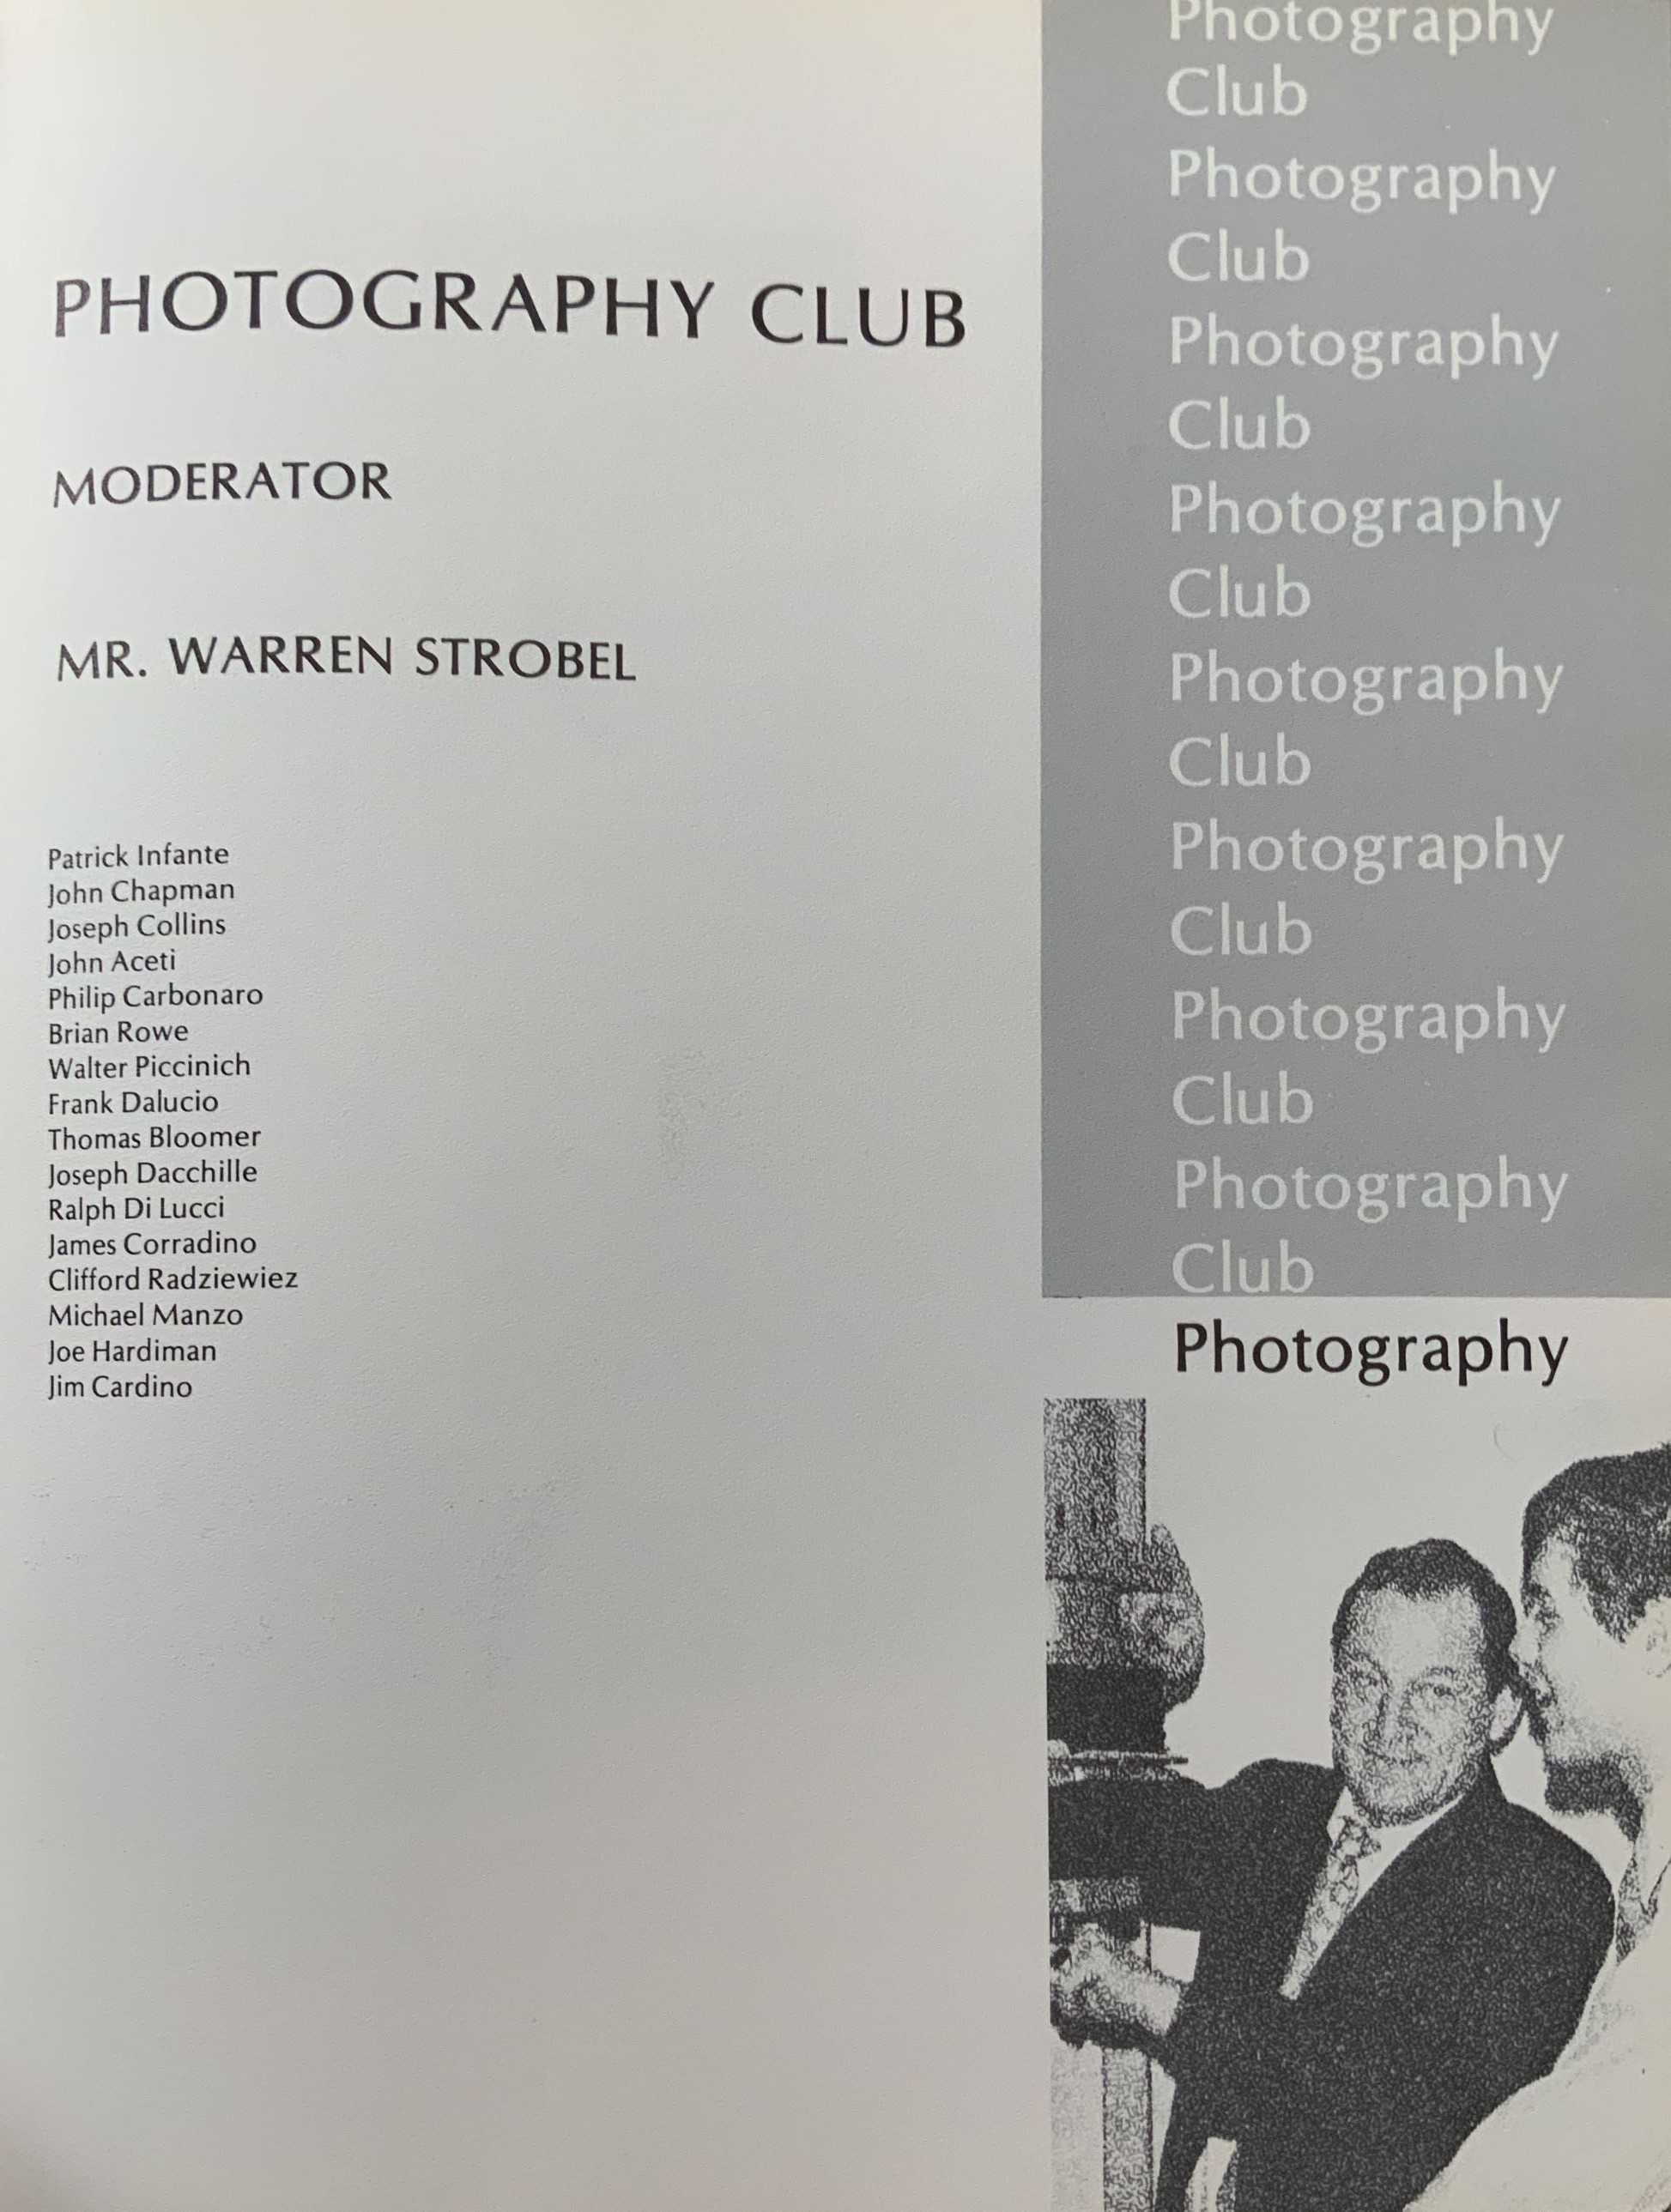 PHOTOGRAPHY CLUB
MODERATOR
MR. WARREN STROBEL
Patrick Infante
John Chapman
Joseph Collins
John Aceti
Philip Carbonaro
Brian Rowe
Walter Piccinich
Frank Dalucio
Thomas Bloomer
Joseph Dacchille
Ralph Di Lucci
James Corradino
Clifford Radziewiez
Michael Manzo
Joe Hardiman
Jim Cardino
Photography
Club
Photography
Club
Photography
Club
Photography
Club
Photography
Club
Photography
Club
Photography
Club
Photography
Club
Photography